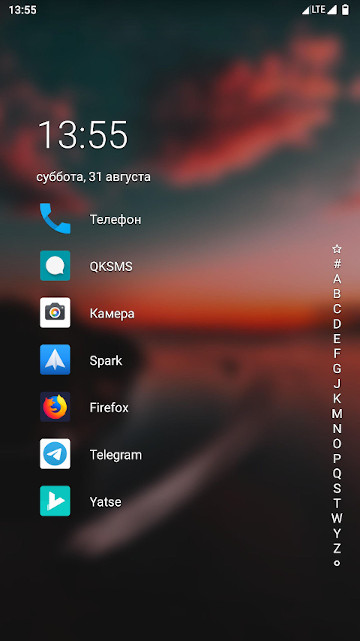 13:55
LTE
13:55
суббота, 31 августа
Телефон
QKSMS
Камера
Spark
Firefox
Telegram
Yatse
#
A
B
C
D
E
F
G
J
K
M
N
O
P
Q
S
T
W
Y
Z